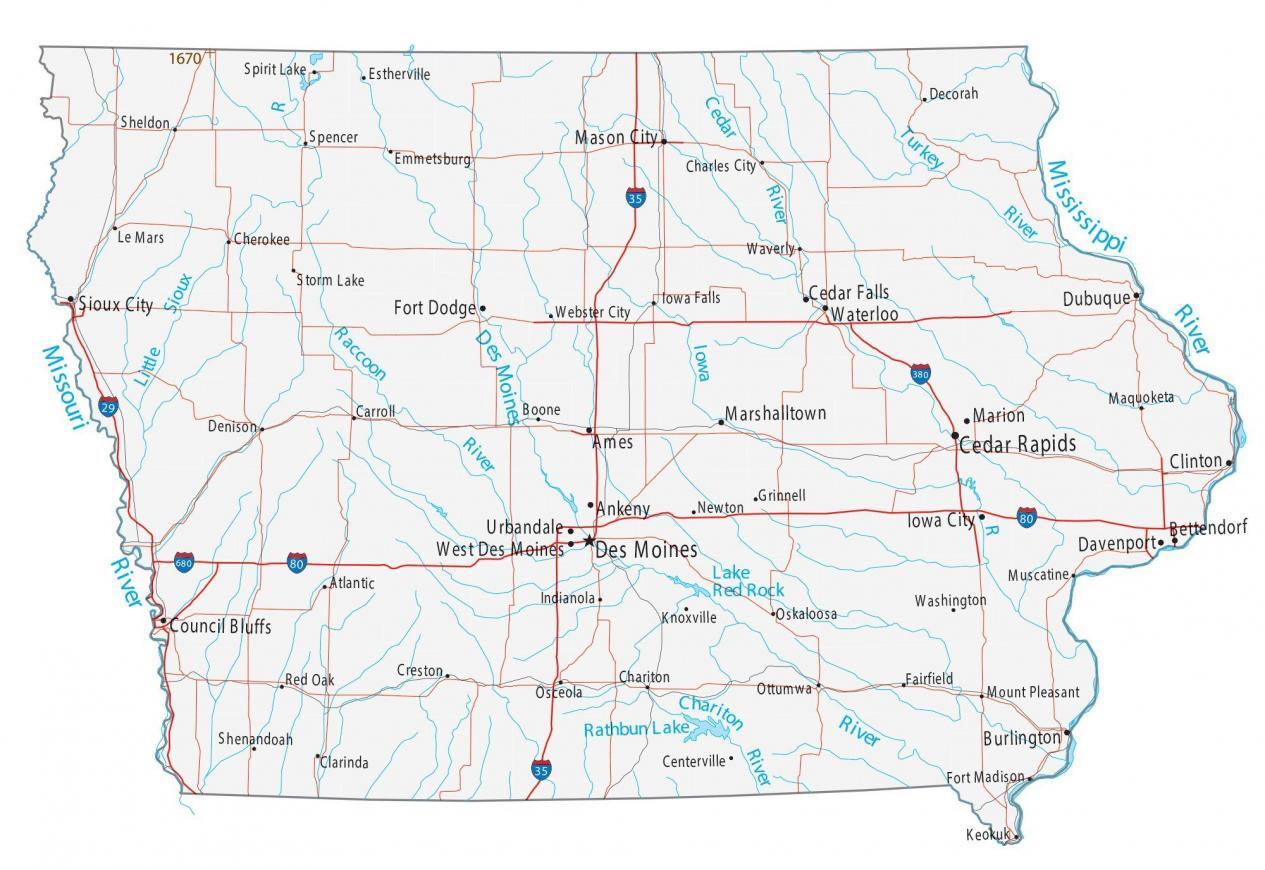 1670
Spirit Lake
Estherville
R
Decorah
Sheldon
Spencer
Emmetsburg
Mason City
Cedar
River
Charles City
Turkey
River
Mississippi
River
35
Le Mars
Cherokee
Waverly
Storm Lake
Little
Sioux
Sioux City
Fort Dodge
Webster City
Iowa Falls
Cedar Falls
Waterloo
Dubuque
Missouri
River
29
Raccoon
River
Des Moines
Iowa
380
Maquoketa
Denison
Carroll
Boone
Ames
Marshalltown
Marion
Cedar Rapids
Clinton
Ankeny
Newton
Grinnell
Iowa City
R
80
Bettendorf
Davenport
Urbandale
West Des Moines
Des Moines
680
80
Atlantic
Lake
Red Rock
Muscatine
Indianola
Knoxville
Oskaloosa
Washington
Council Bluffs
Red Oak
Creston
Osceola
Chariton
Ottumwa
Fairfield
Mount Pleasant
Chariton
River
Rathbun Lake
River
Burlington
Shenandoah
Clarinda
35
Centerville
Fort Madison
Keokuk